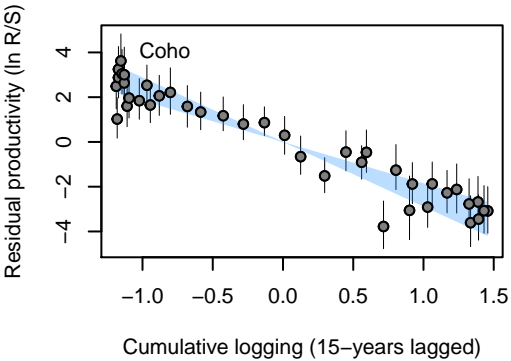 Residual productivity (ln R/S)
Coho
4
2
0
−2
−4
−1.0 −0.5 0.0 0.5 1.0 1.5
Cumulative logging (15−years lagged)